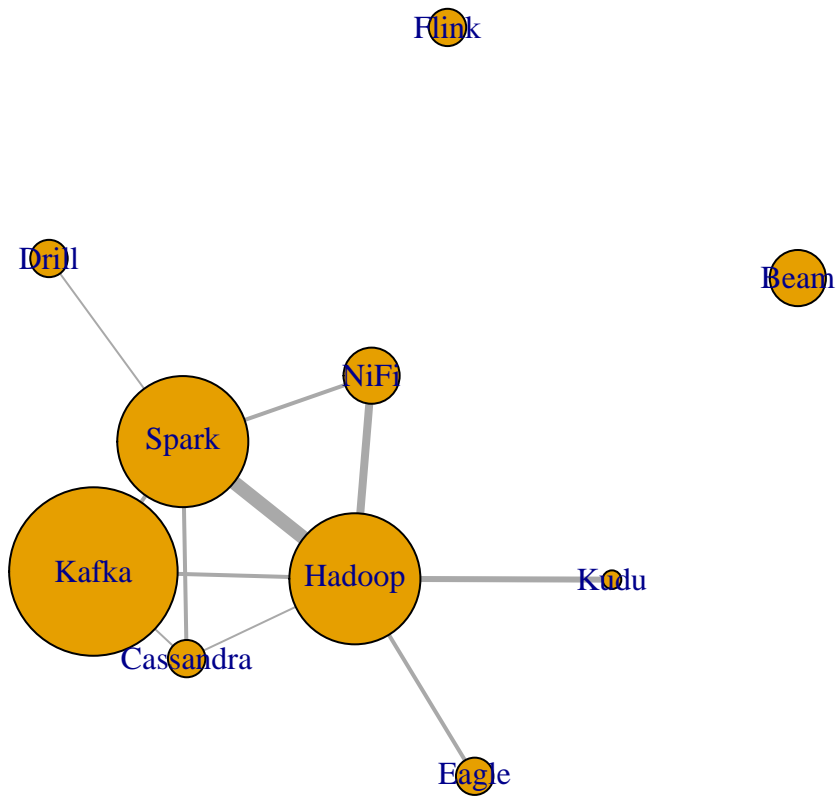 Flink
Drill
Beam
NiFi
Spark
Kafka
Hadoop
Kudu
Cassandra
Eagle